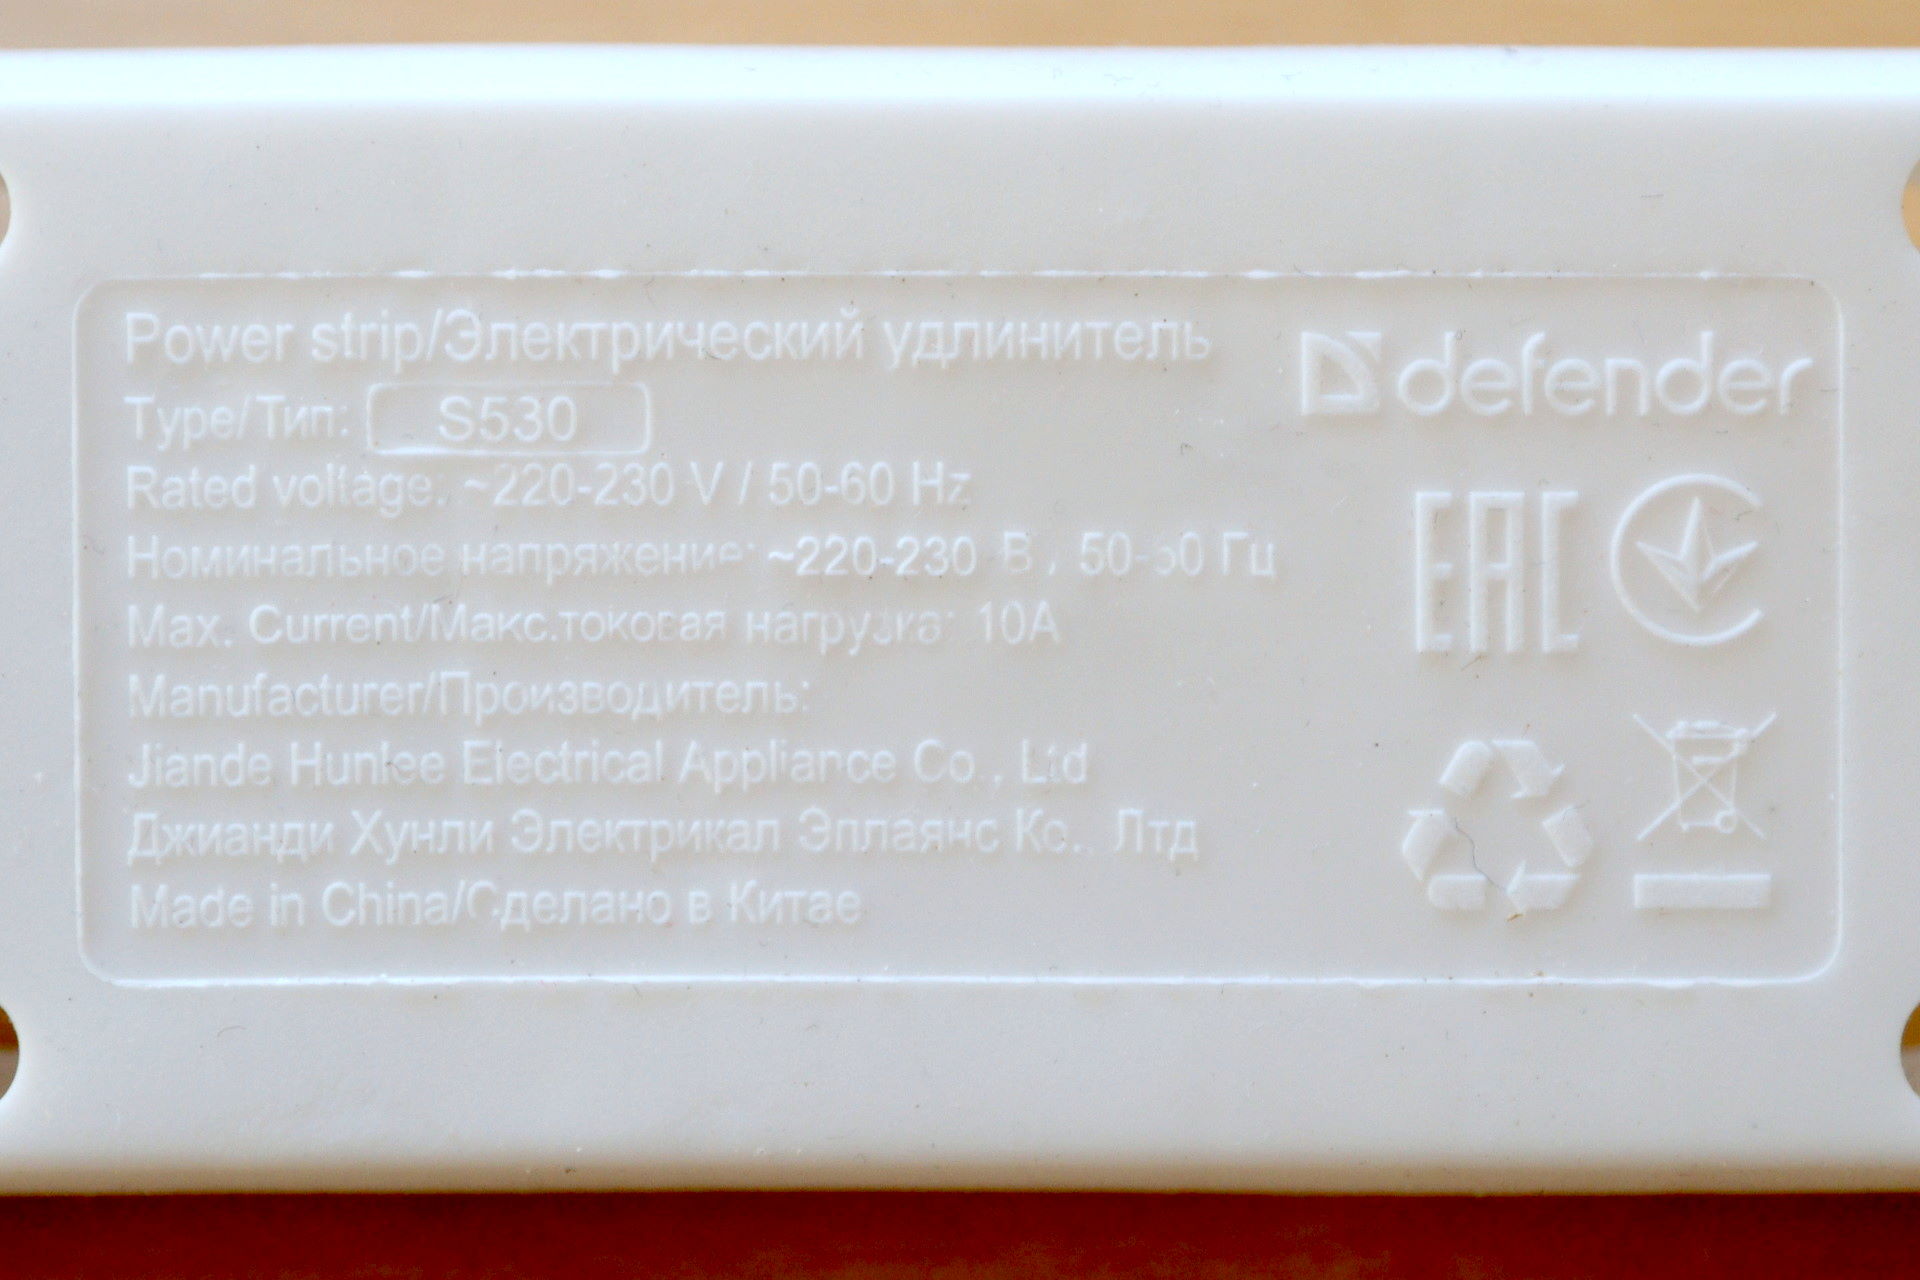 Power strip/Электрический удлинитель
defender
Type/Тип: S530
Rated voltage: ~220-230 V / 50-60 Hz
Номинальное напряжение: ~220-230 В , 50-60 Гц
EAC
Max. Current/Макс.токовая нагрузка: 10A
Manufacturer/Производитель:
Jiande Hunlee Electrical Appliance Co., Ltd
Джианди Хунли Электрикал Эплаянс Ко., Лтд
Made in China/Сделано в Китае